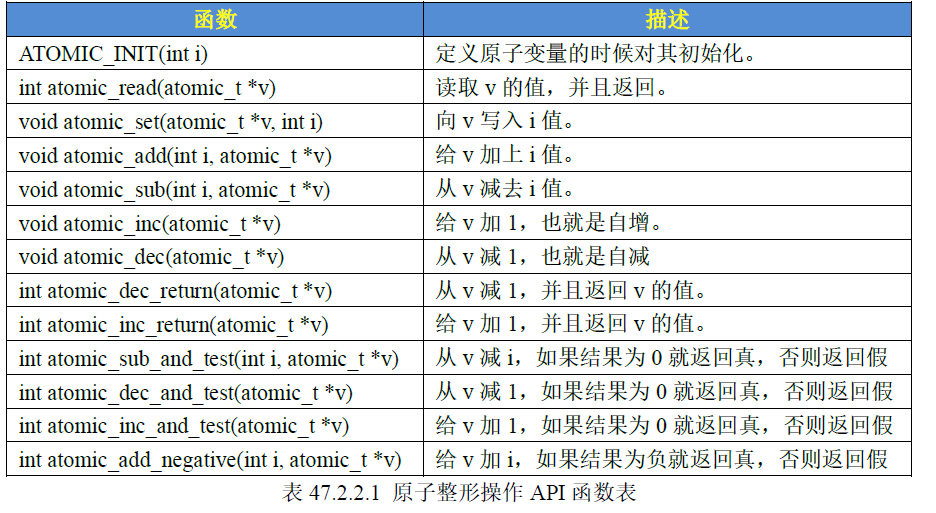 函数 描述
ATOMIC_INIT(int i) 定义原子变量的时候对其初始化。
int atomic_read(atomic_t *v) 读取 v 的值，并且返回。
void atomic_set(atomic_t *v, int i) 向 v 写入 i 值。
void atomic_add(int i, atomic_t *v) 给 v 加上 i 值。
void atomic_sub(int i, atomic_t *v) 从 v 减去 i 值。
void atomic_inc(atomic_t *v) 给 v 加 1，也就是自增。
void atomic_dec(atomic_t *v) 从 v 减 1，也就是自减
int atomic_dec_return(atomic_t *v) 从 v 减 1，并且返回 v 的值。
int atomic_inc_return(atomic_t *v) 给 v 加 1，并且返回 v 的值。
int atomic_sub_and_test(int i, atomic_t *v) 从 v 减 i，如果结果为 0 就返回真，否则返回假
int atomic_dec_and_test(atomic_t *v) 从 v 减 1，如果结果为 0 就返回真，否则返回假
int atomic_inc_and_test(atomic_t *v) 给 v 加 1，如果结果为 0 就返回真，否则返回假
int atomic_add_negative(int i, atomic_t *v) 给 v 加 i，如果结果为负就返回真，否则返回假
表 47.2.2.1 原子整形操作 API 函数表